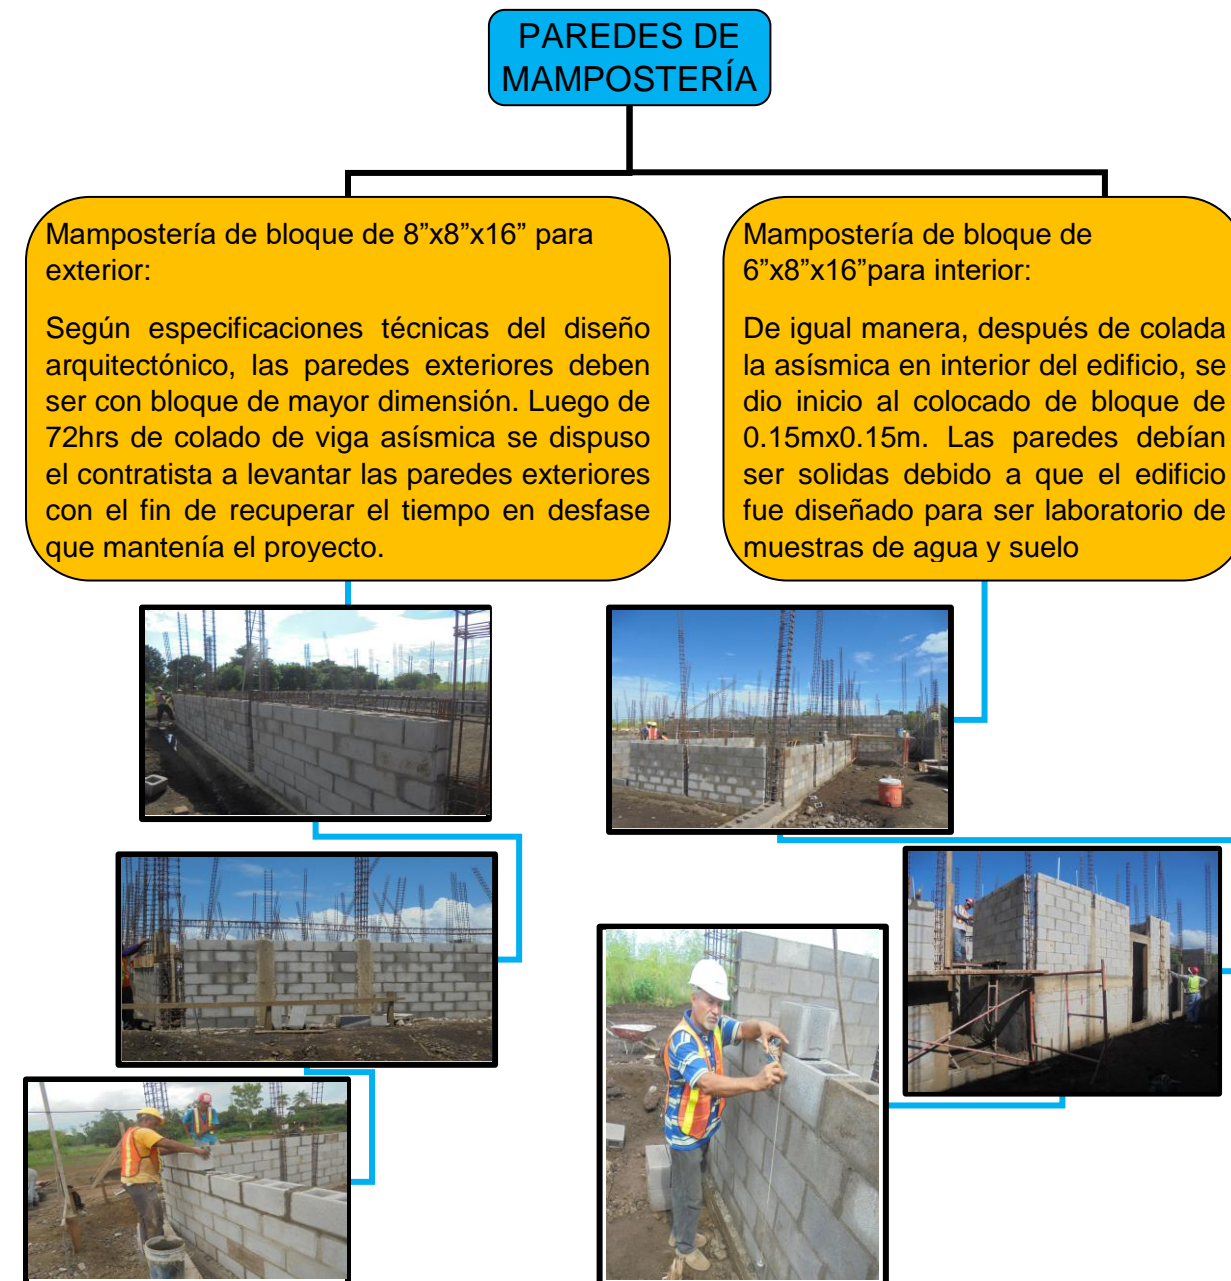 PAREDES DE
MAMPOSTERÍA
Mampostería de bloque de 8”x8”x16” para
exterior:
Según especificaciones técnicas del diseño
arquitectónico, las paredes exteriores deben
ser con bloque de mayor dimensión. Luego de
72hrs de colado de viga asísmica se dispuso
el contratista a levantar las paredes exteriores
con el fin de recuperar el tiempo en desfase
que mantenía el proyecto.
Mampostería de bloque de
6”x8”x16”para interior:
De igual manera, después de colada
la asísmica en interior del edificio, se
dio inicio al colocado de bloque de
0.15mx0.15m. Las paredes debían
ser solidas debido a que el edificio
fue diseñado para ser laboratorio de
muestras de agua y suelo